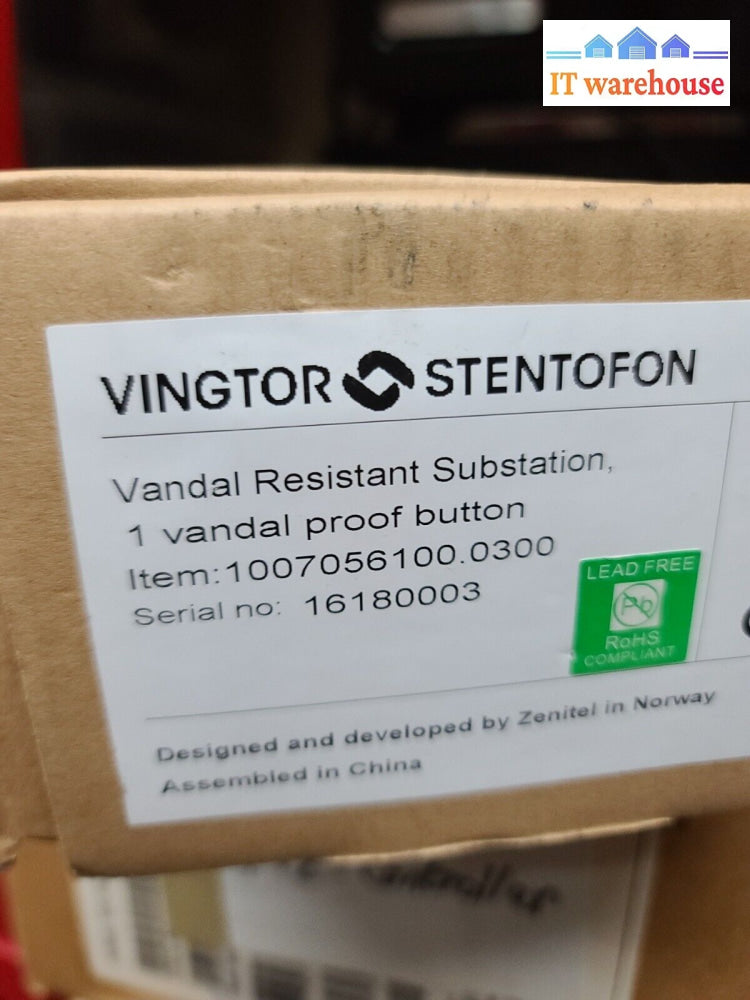 IT warehouse
VINGTOR STENTOFON
Vandal Resistant Substation,
1 vandal proof button
Item:1007056100.0300
Serial no: 16180003
LEAD FREE
Pb
RoHS
COMPLIANT
Designed and developed by Zenitel in Norway
Assembled in China